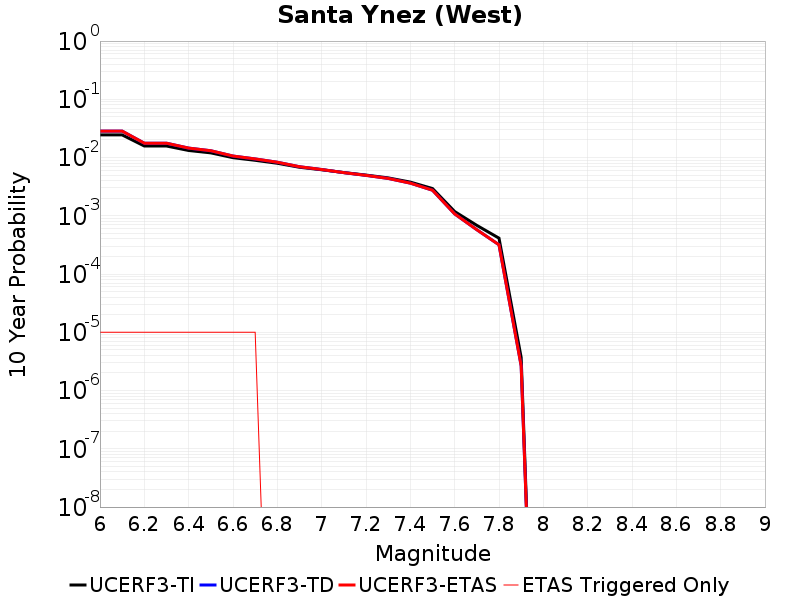 Santa Ynez (West)
10^0
10^-1
10^-2
10^-3
10^-4
10^-5
10^-6
10^-7
10^-8
10 Year Probability
6 6.2 6.4 6.6 6.8 7 7.2 7.4 7.6 7.8 8 8.2 8.4 8.6 8.8 9
Magnitude
UCERF3-TI UCERF3-TD UCERF3-ETAS ETAS Triggered Only